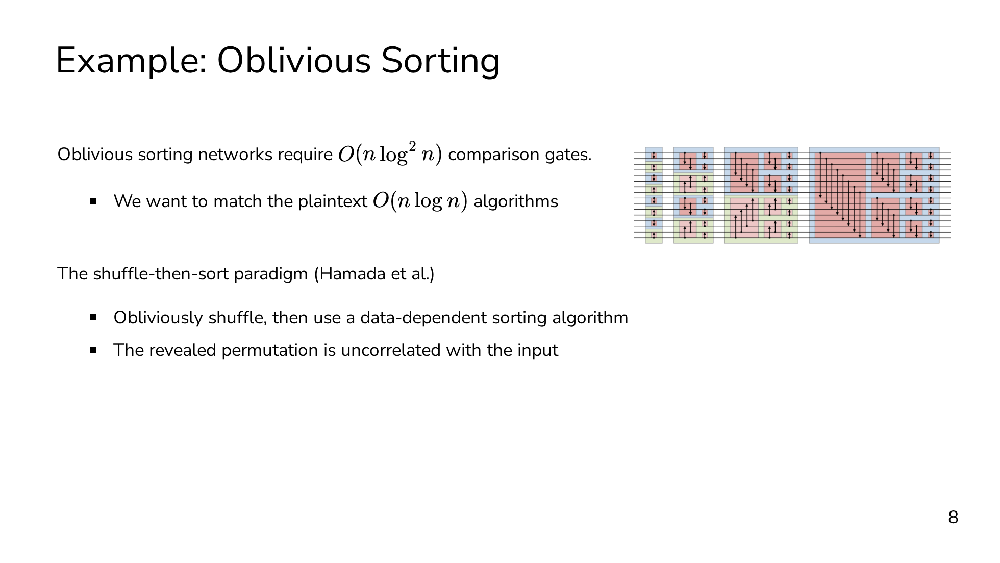 Example: Oblivious Sorting
Oblivious sorting networks require O(n log² n) comparison gates.
▪ We want to match the plaintext O(n log n) algorithms
The shuffle-then-sort paradigm (Hamada et al.)
▪ Obliviously shuffle, then use a data-dependent sorting algorithm
▪ The revealed permutation is uncorrelated with the input
8